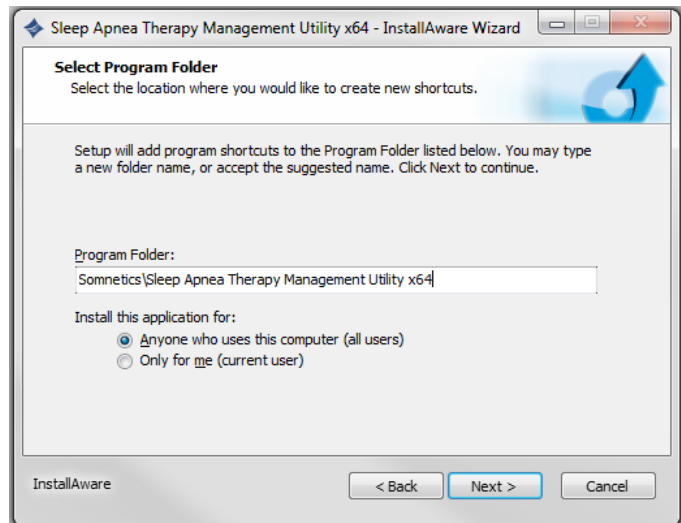 Sleep Apnea Therapy Management Utility x64 - InstallAware Wizard
Select Program Folder
Select the location where you would like to create new shortcuts.
Setup will add program shortcuts to the Program Folder listed below. You may type
a new folder name, or accept the suggested name. Click Next to continue.
Program Folder:
Somnetics\Sleep Apnea Therapy Management Utility x64
Install this application for:
Anyone who uses this computer (all users)
Only for me (current user)
InstallAware
< Back
Next >
Cancel